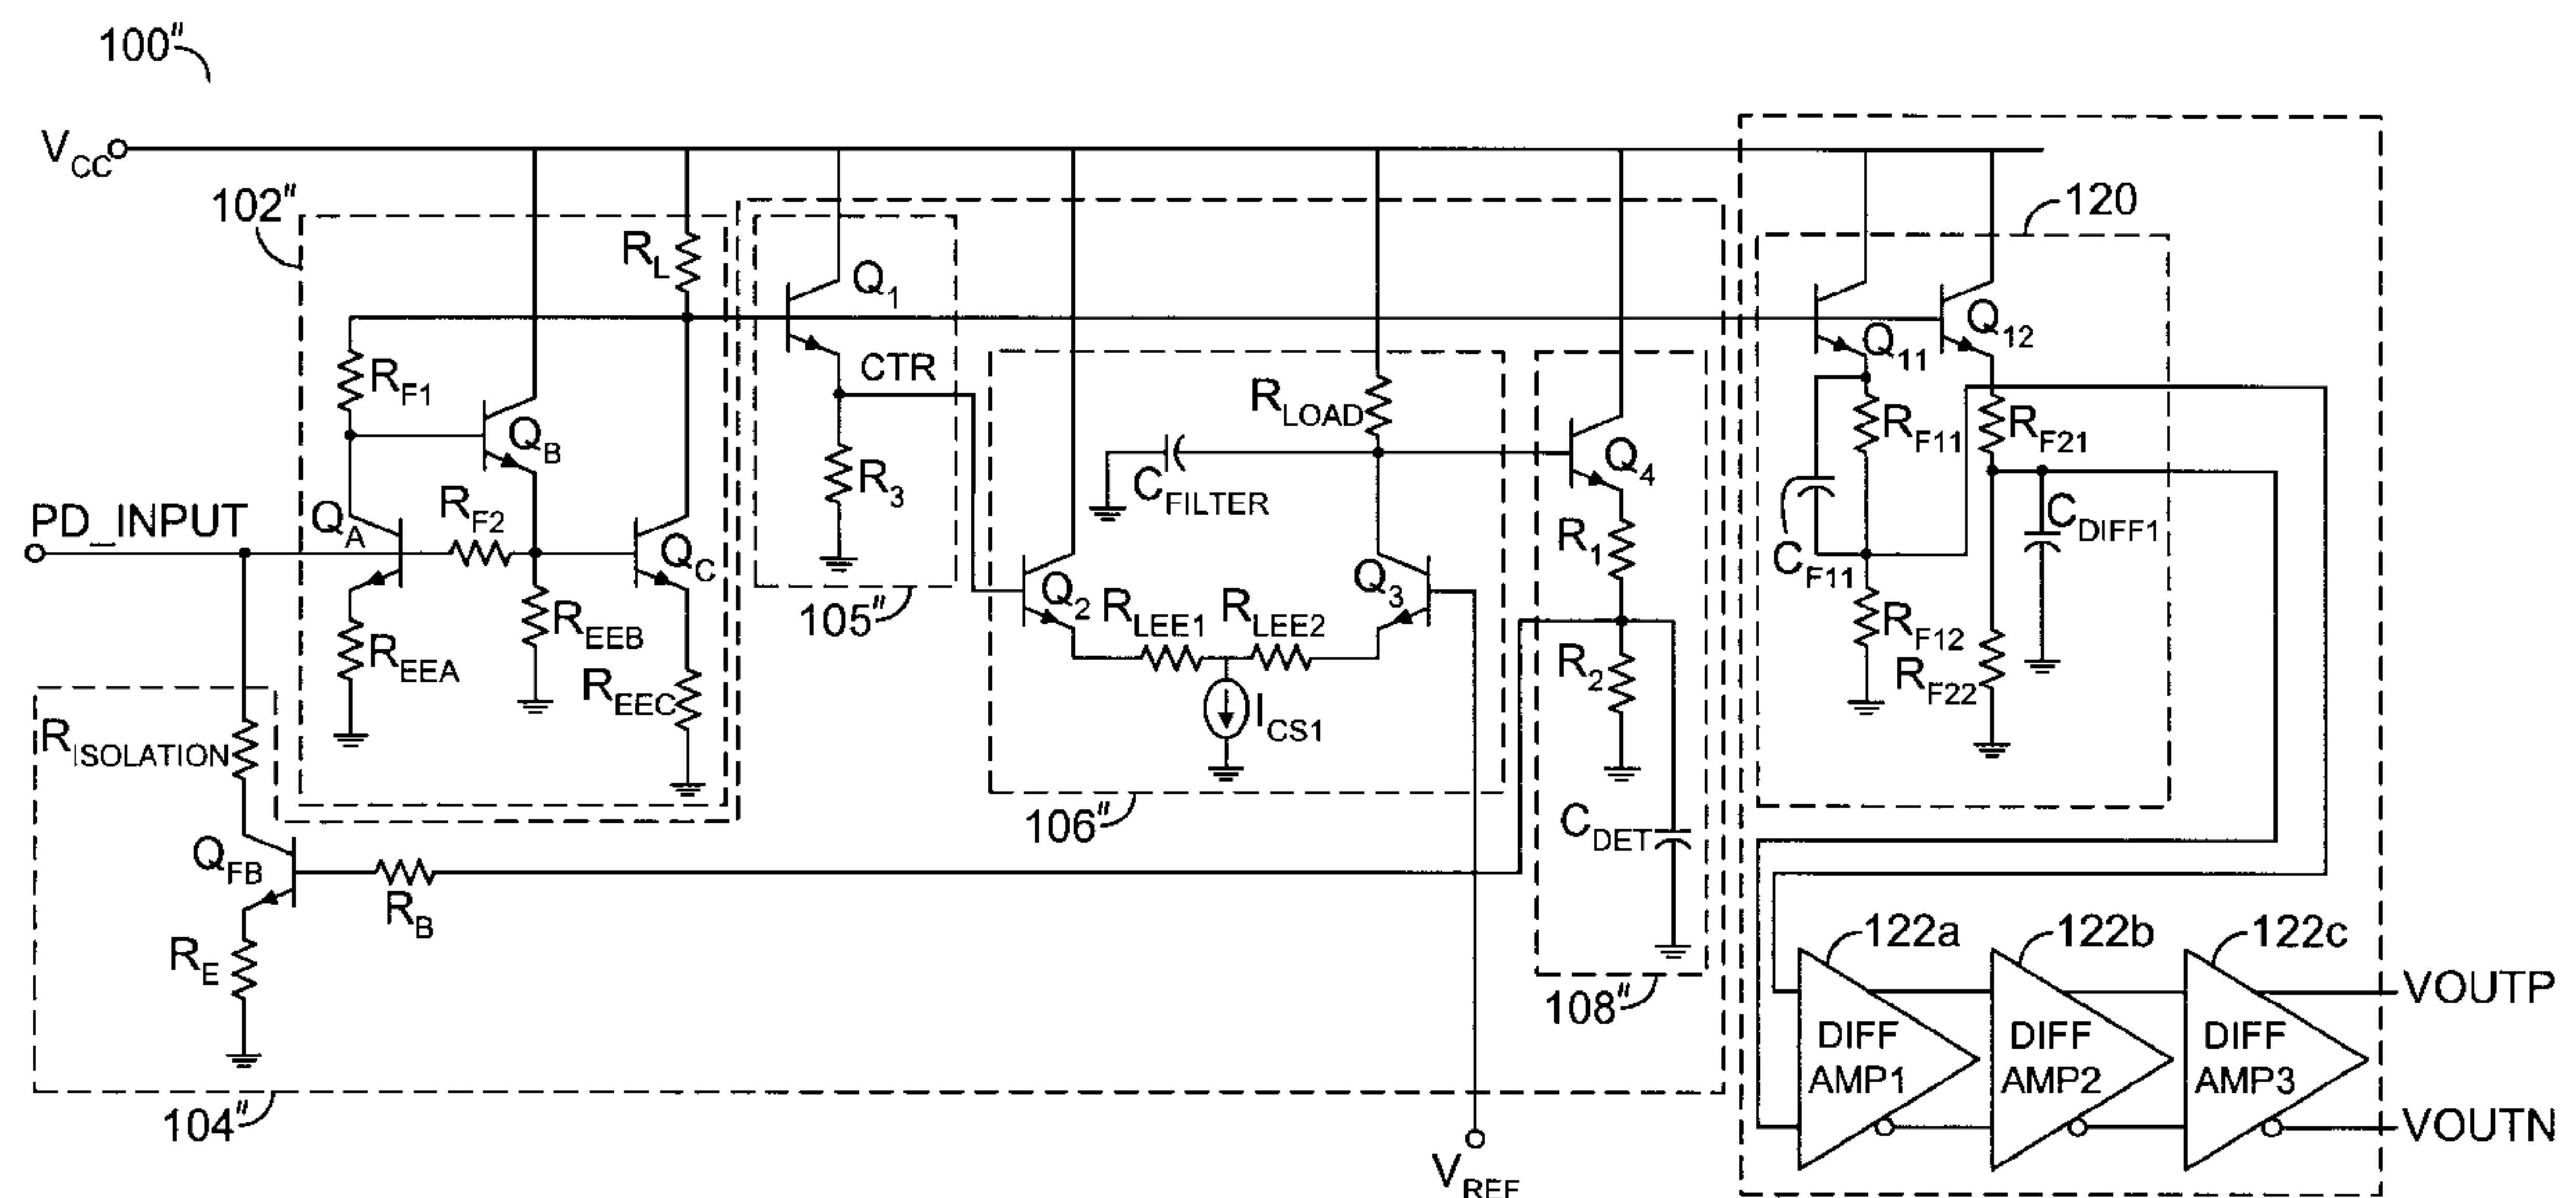 100"
VCC
102"
RL
Q1
120
RF1
QB
CTR
R3
RLOAD
CFILTER
Q4
Q11
Q12
RF11
RF21
CF11
CDIFF1
PD_INPUT
QA
RF2
QC
REEA
REEB
REEC
105"
Q2
RLEE1
RLEE2
Q3
ICS1
R1
R2
RF12
RF22
RISOLATION
106"
CDET
QFB
RB
RE
108"
104"
VREF
122a
122b
122c
DIFF
AMP1
DIFF
AMP2
DIFF
AMP3
VOUTP
VOUTN